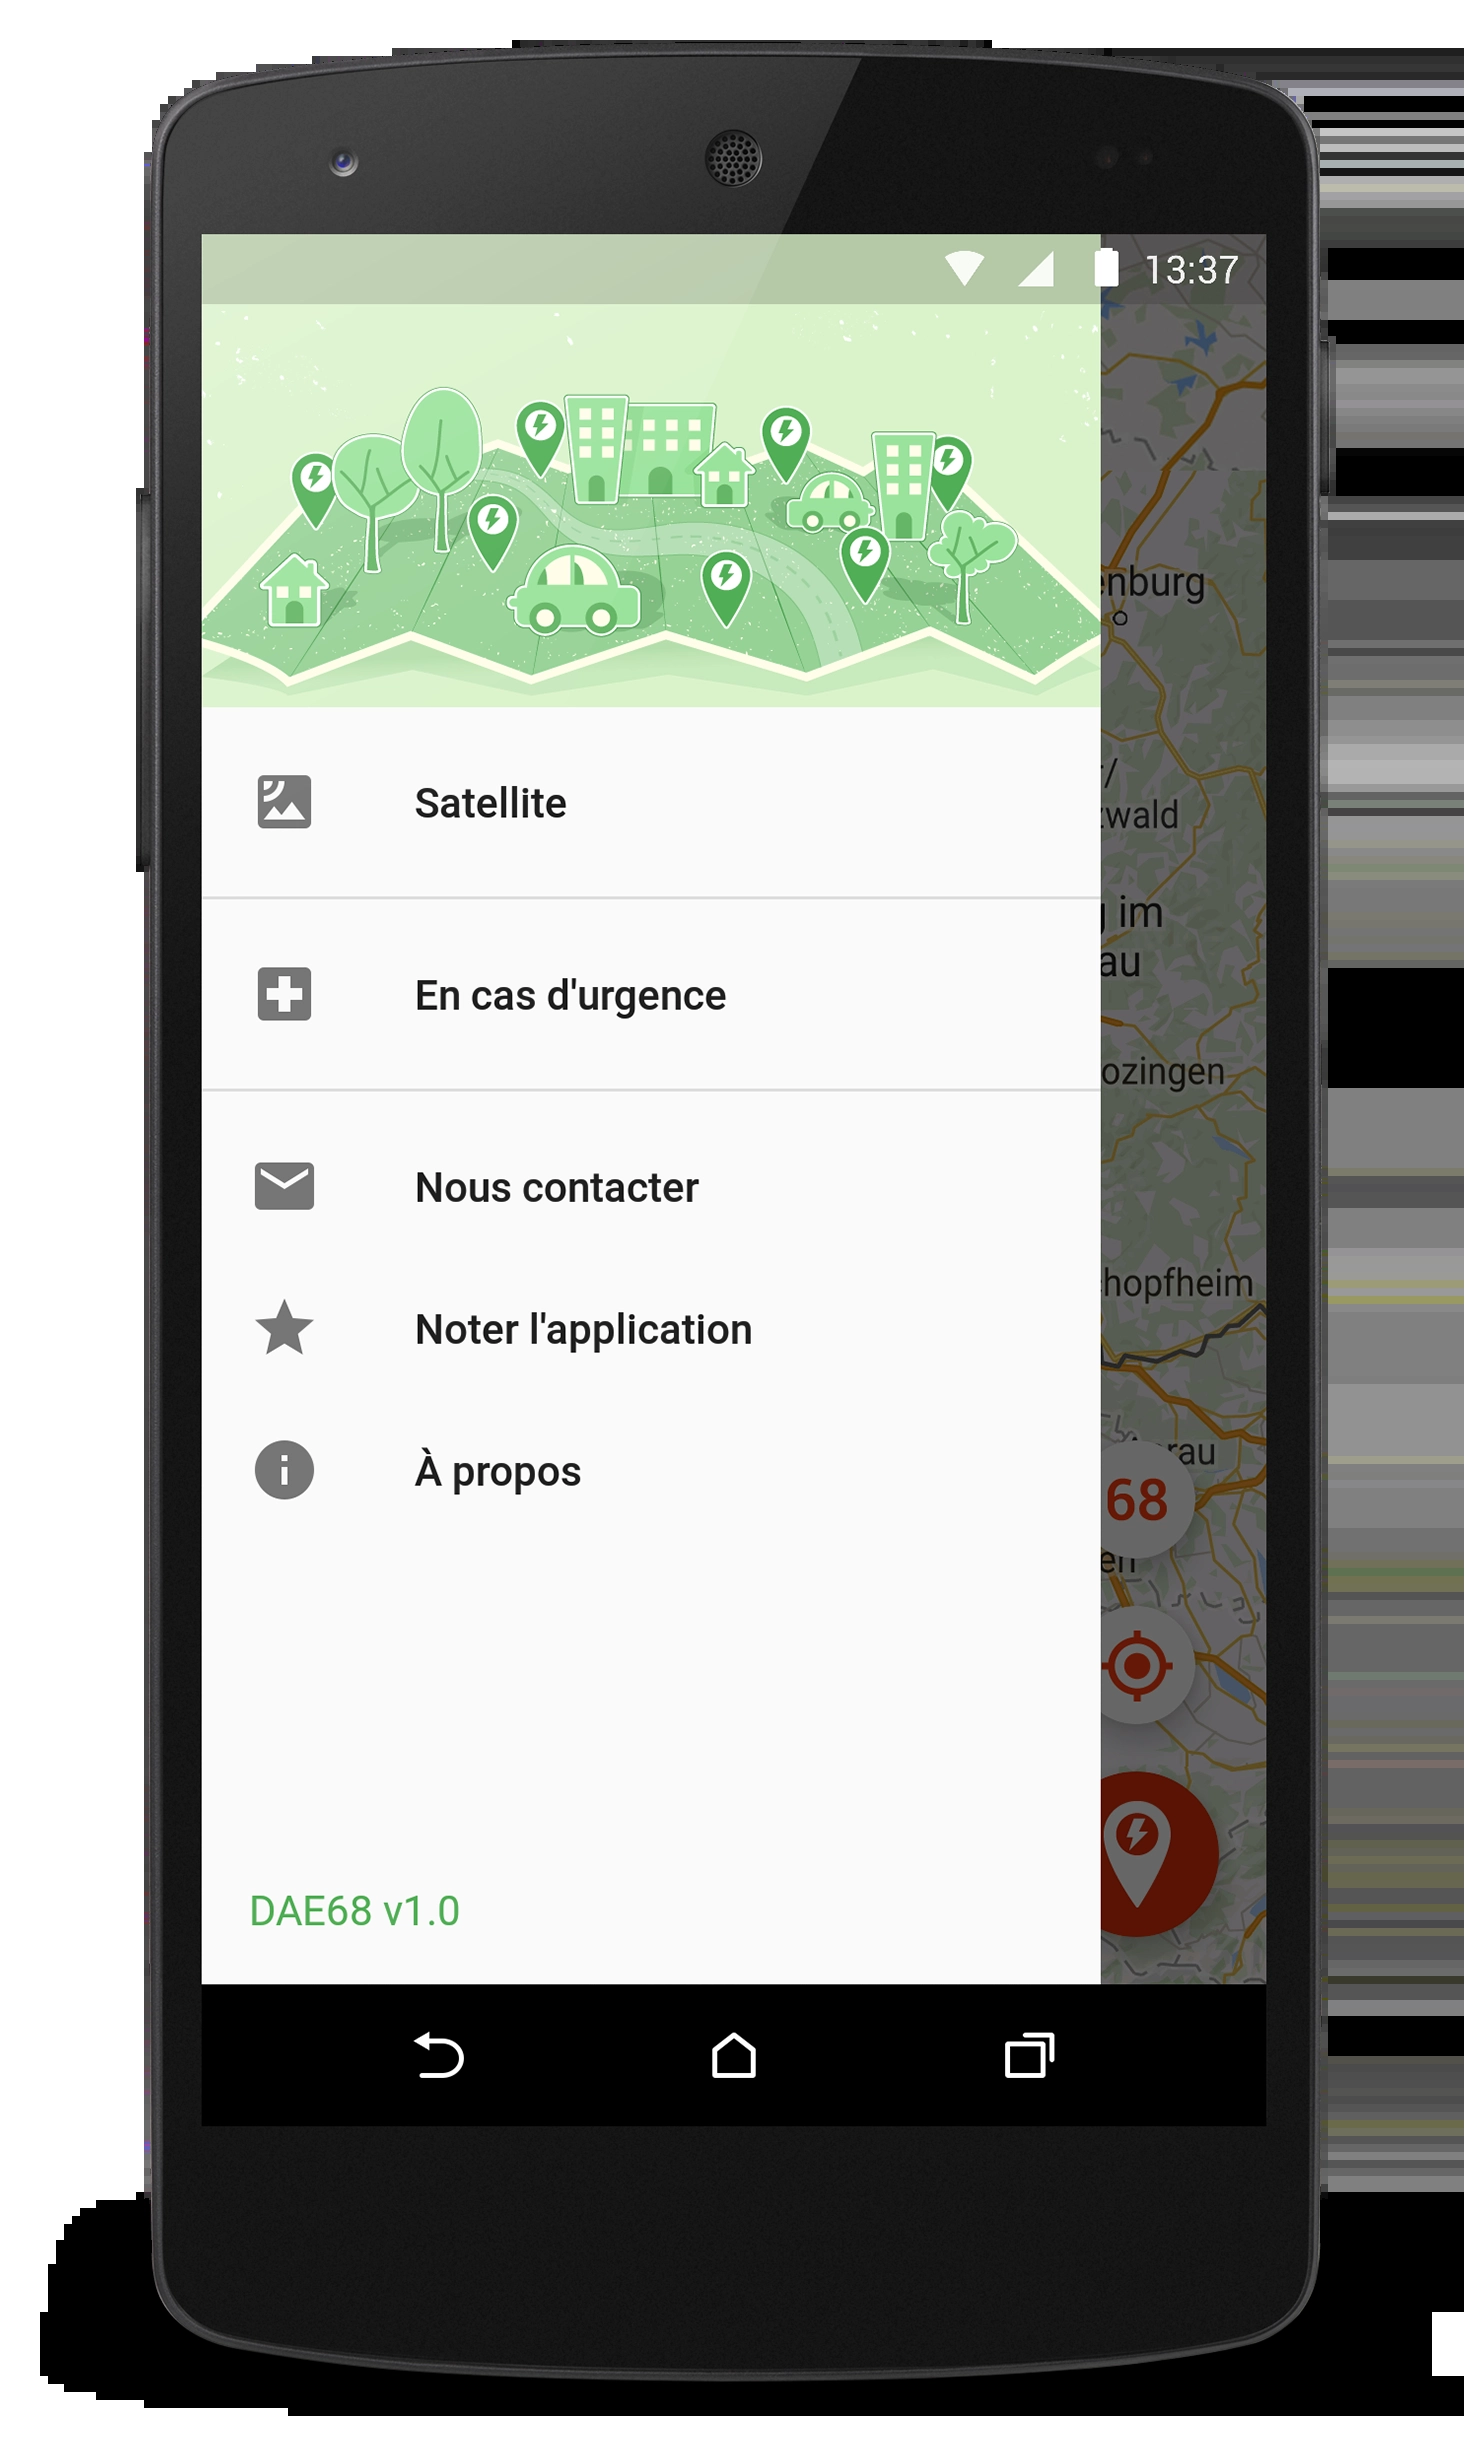 13:37
enburg
Satellite
zwald
En cas d'urgence
im
au
ozingen
Nous contacter
hopfheim
Noter l'application
À propos
rau
68
en
DAE68 v1.0